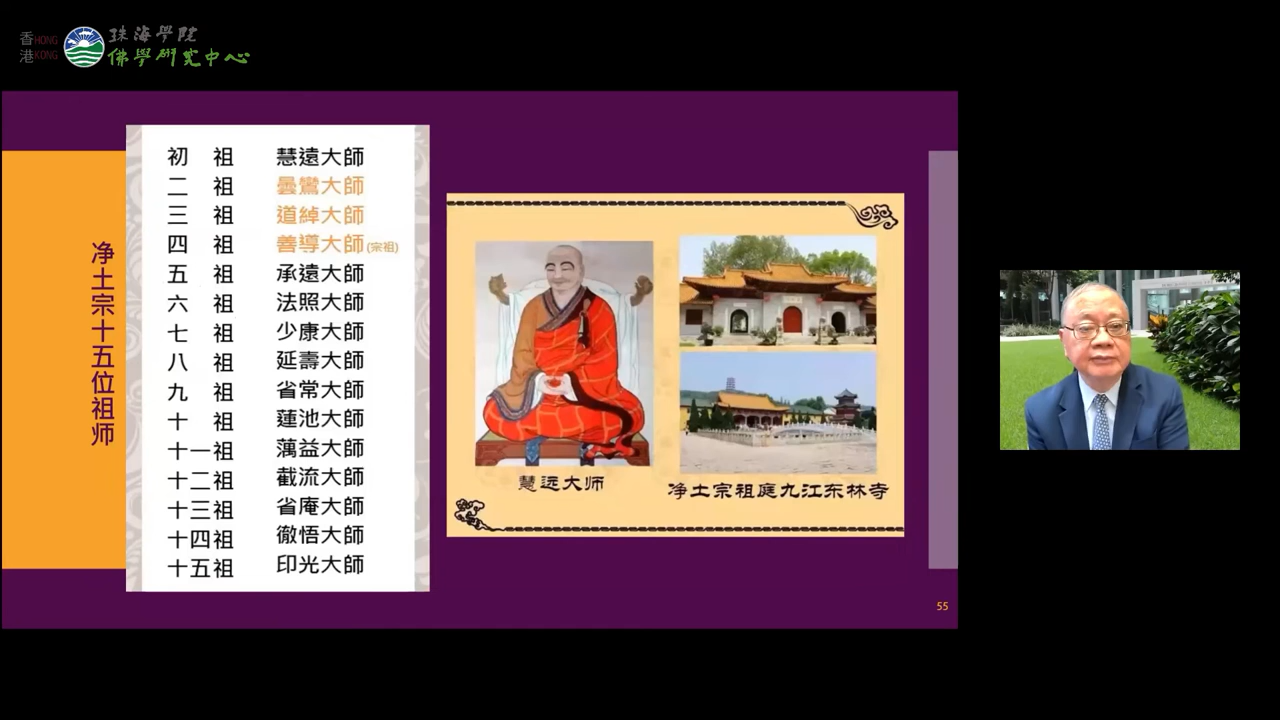 香港
HONG
KONG
珠海學院
佛學研究中心
净土宗十五位祖师
初祖 慧遠大師
二祖 曇鸞大師
三祖 道綽大師
四祖 善導大師(宗祖)
五祖 承遠大師
六祖 法照大師
七祖 少康大師
八祖 延壽大師
九祖 省常大師
十祖 蓮池大師
十一祖 蕅益大師
十二祖 截流大師
十三祖 省庵大師
十四祖 徹悟大師
十五祖 印光大師
慧远大师
净土宗祖庭九江东林寺
55